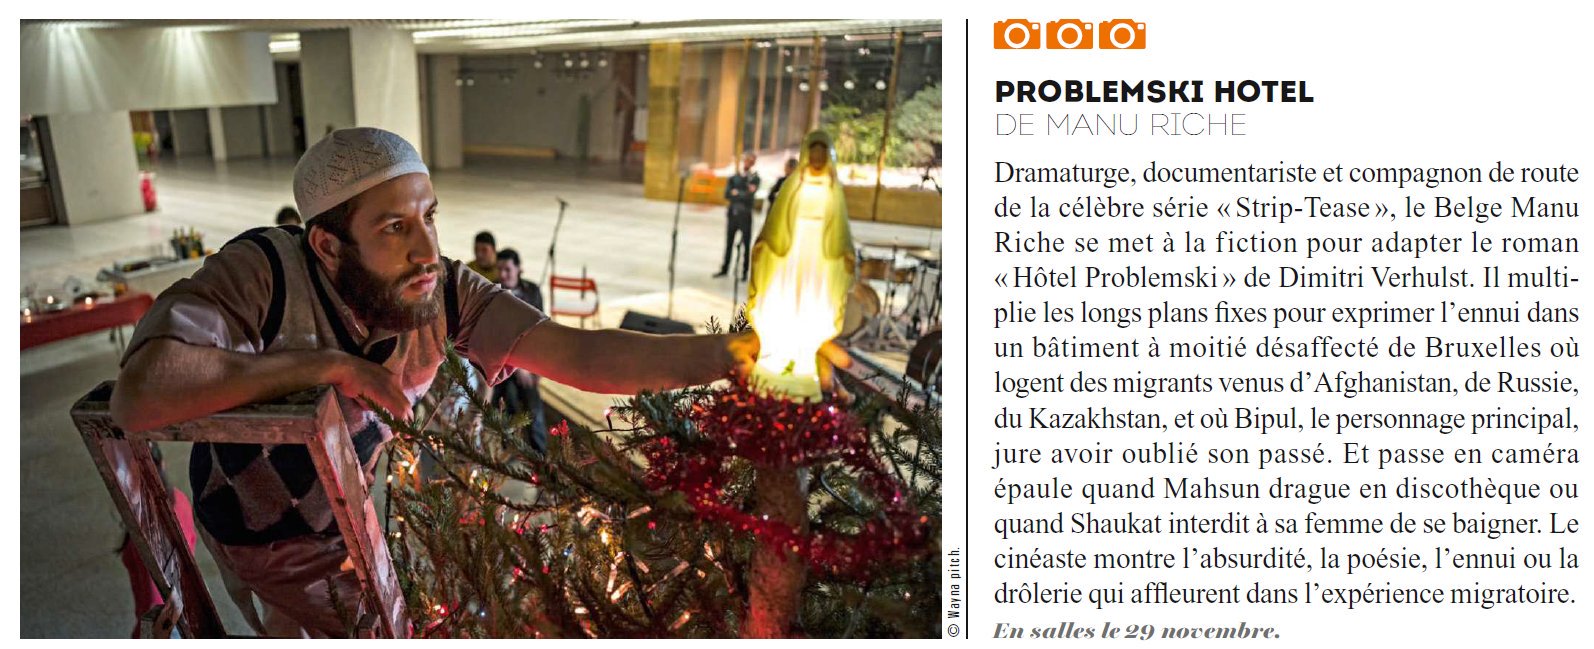 PROBLEMSKI HOTEL
DE MANU RICHE
Dramaturge, documentariste et compagnon de route
de la célèbre série « Strip-Tease », le Belge Manu
Riche se met à la fiction pour adapter le roman
« Hôtel Problemski » de Dimitri Verhulst. Il multi-
plie les longs plans fixes pour exprimer l’ennui dans
un bâtiment à moitié désaffecté de Bruxelles où
logent des migrants venus d’Afghanistan, de Russie,
du Kazakhstan, et où Bipul, le personnage principal,
jure avoir oublié son passé. Et passe en caméra
épaule quand Mahsun drague en discothèque ou
quand Shaukat interdit à sa femme de se baigner. Le
cinéaste montre l’absurdité, la poésie, l’ennui ou la
drôlerie qui affleurent dans l’expérience migratoire.
En salles le 29 novembre.
© Wayna pitch.